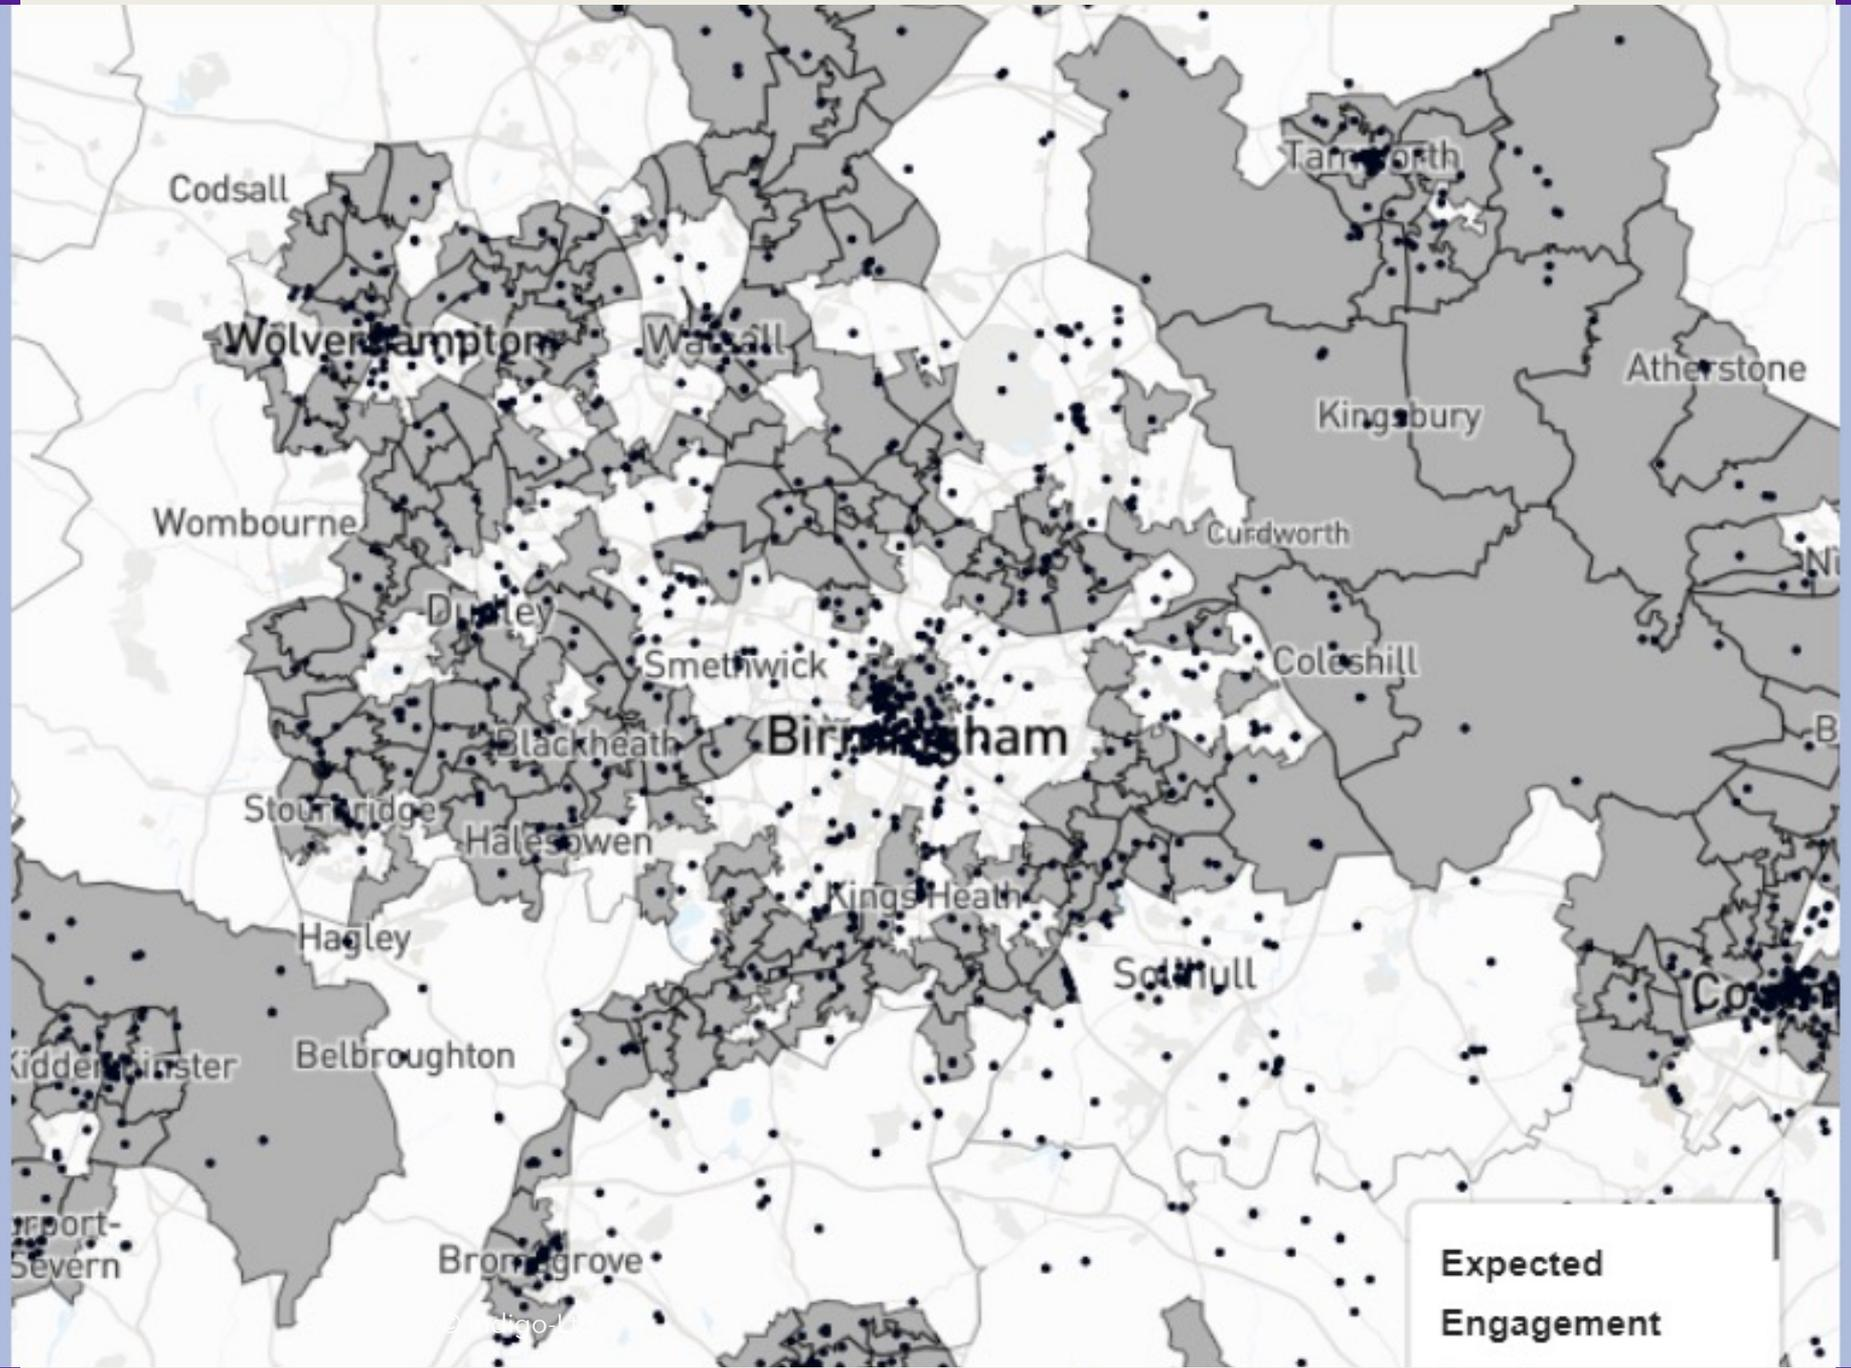 Tamworth
Codsall
Wolverhampton
Walsall
Atherstone
Kingsbury
Wombourne
Curdworth
Dudley
Smethwick
Coleshill
Birmingham
Blackheath
Stourbridge
Halesowen
Kings Heath
Hagley
Solihull
Belbroughton
Bromsgrove
Severn
Expected
Engagement